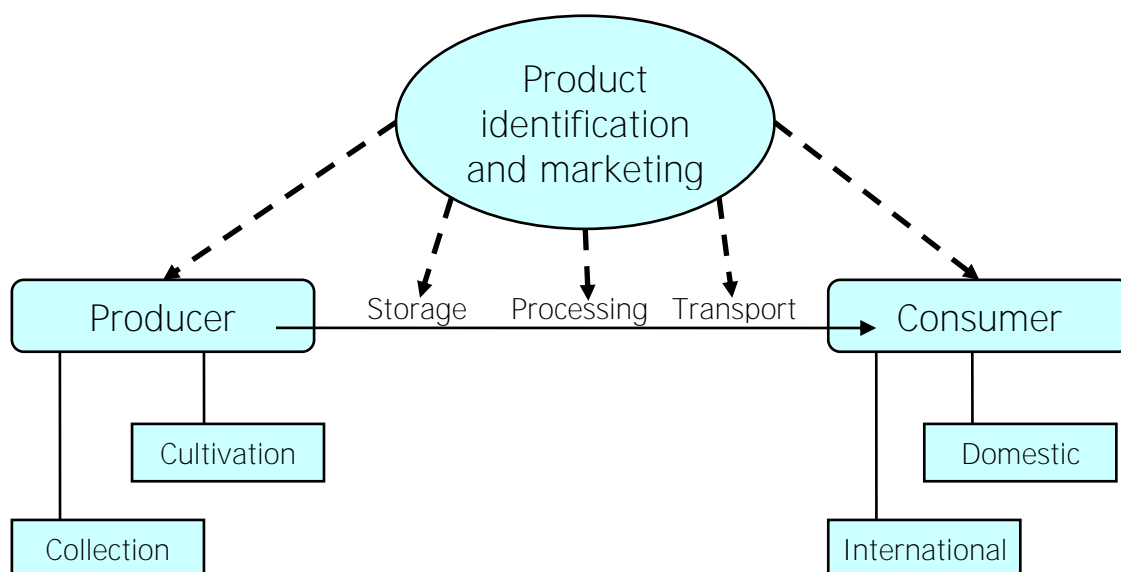 Product
identification
and marketing
Storage Processing Transport
Producer
Consumer
Cultivation
Domestic
Collection
International